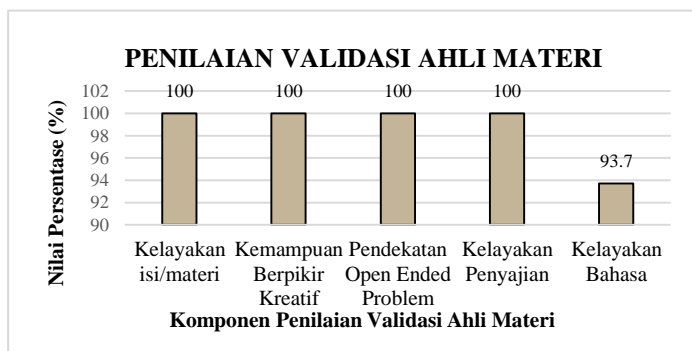 PENILAIAN VALIDASI AHLI MATERI
Nilai Persentase (%)
102
100
98
96
94
92
90
100
100
100
100
93.7
Kelayakan
isi/materi
Kemampuan
Berpikir
Kreatif
Pendekatan
Open Ended
Problem
Kelayakan
Penyajian
Kelayakan
Bahasa
Komponen Penilaian Validasi Ahli Materi